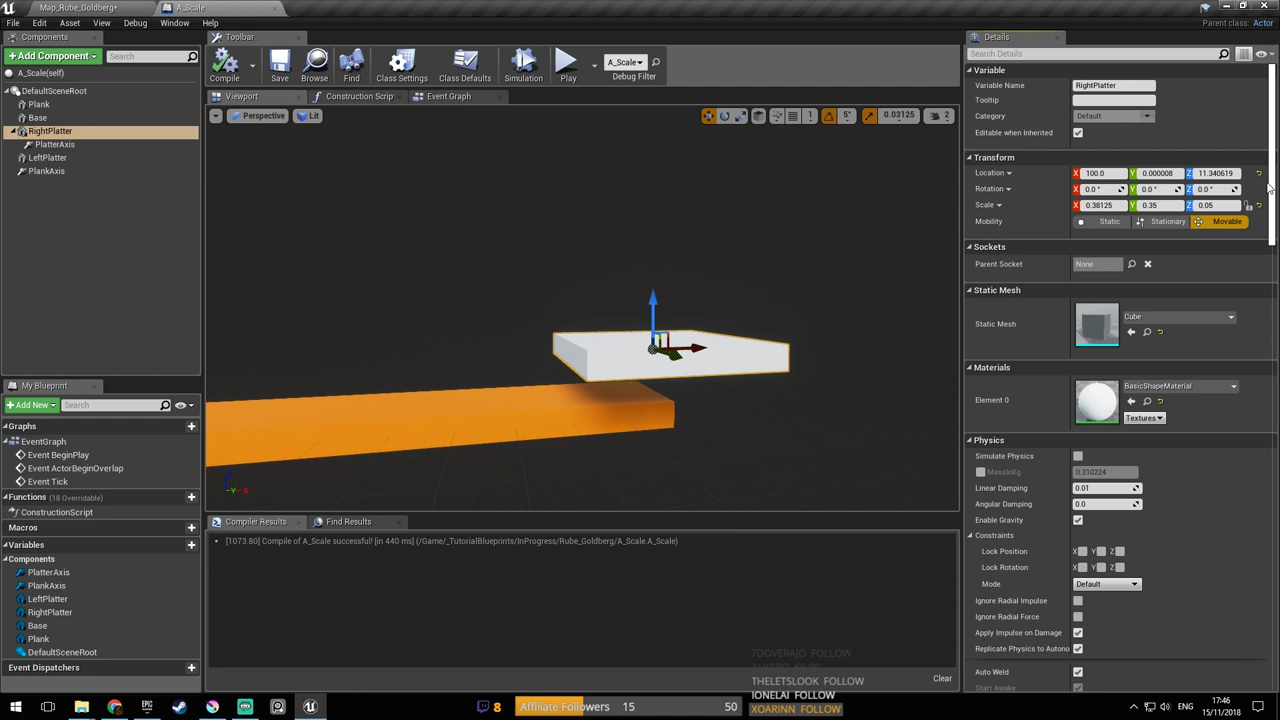 Map_Rube_Goldberg*
A_Scale
File Edit Asset View Debug Window Help
Parent class: Actor
Components
Toolbar
Details
+ Add Component
Search
Search Details
A_Scale(self)
DefaultSceneRoot
Plank
Base
RightPlatter
PlatterAxis
LeftPlatter
PlankAxis
Compile
Save
Browse
Find
Class Settings
Class Defaults
Simulation
Play
A_Scale
Debug Filter
Viewport
Construction Scrip
Event Graph
Perspective
Lit
1
5°
0.03125
2
Variable
Variable Name RightPlatter
Tooltip
Category Default
Editable when Inherited
Transform
Location X 100.0 Y 0.000008 Z 11.340619
Rotation X 0.0 ° Y 0.0 ° Z 0.0 °
Scale X 0.38125 Y 0.35 Z 0.05
Mobility Static Stationary Movable
Sockets
Parent Socket None
Static Mesh
Static Mesh Cube
Materials
Element 0 BasicShapeMaterial
Textures
Physics
Simulate Physics
MassInKg 0.210224
Linear Damping 0.01
Angular Damping 0.0
Enable Gravity
Constraints
Lock Position X Y Z
Lock Rotation X Y Z
Mode Default
Ignore Radial Impulse
Ignore Radial Force
Apply Impulse on Damage
Replicate Physics to Autono
Auto Weld
Start Awake
My Blueprint
+ Add New
Search
Graphs
EventGraph
Event BeginPlay
Event ActorBeginOverlap
Event Tick
Functions (18 Overridable)
ConstructionScript
Macros
Variables
Components
PlatterAxis
PlankAxis
LeftPlatter
RightPlatter
Base
Plank
DefaultSceneRoot
Event Dispatchers
Y X
Compiler Results
Find Results
[1073.80] Compile of A_Scale successful! [in 440 ms] (/Game/_TutorialBlueprints/InProgress/Rube_Goldberg/A_Scale.A_Scale)
Clear
7DOVERAJO FOLLOW
THELETSLOOK FOLLOW
IONELAI FOLLOW
XOARINN FOLLOW
8
Affiliate Followers 15 50
17:46
15/11/2018